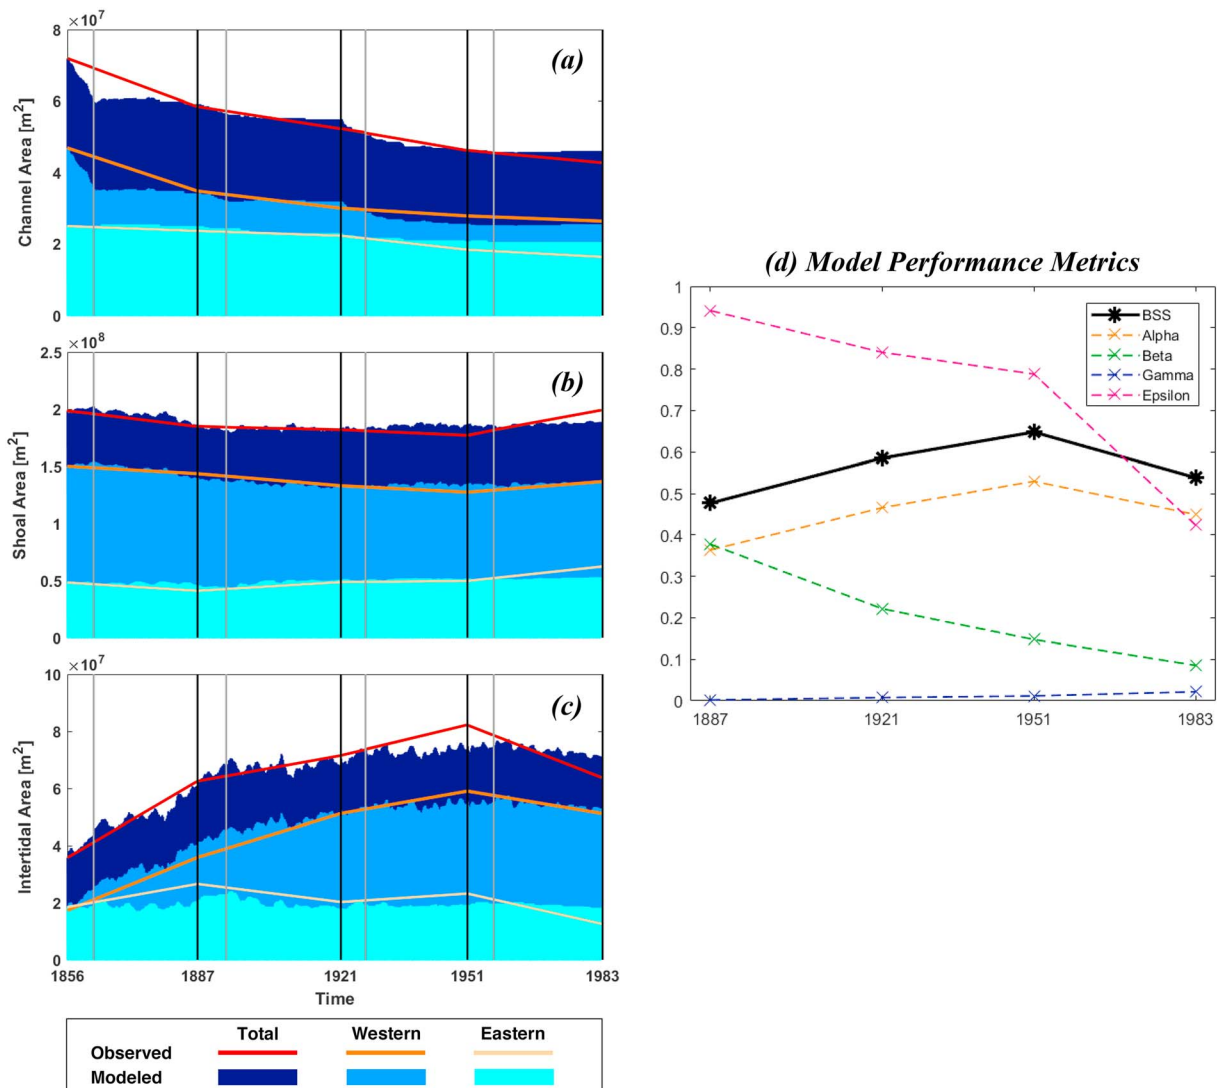 ×10^7
8
6
4
2
0
Channel Area [m^2]
(a)
×10^8
2.5
2
1.5
1
0.5
0
Shoal Area [m^2]
(b)
×10^7
10
8
6
4
2
0
Intertidal Area [m^2]
(c)
1856 1887 1921 1951 1983
Time
Total Western Eastern
Observed
Modeled
(d) Model Performance Metrics
1
0.9
0.8
0.7
0.6
0.5
0.4
0.3
0.2
0.1
0
1887 1921 1951 1983
BSS
Alpha
Beta
Gamma
Epsilon